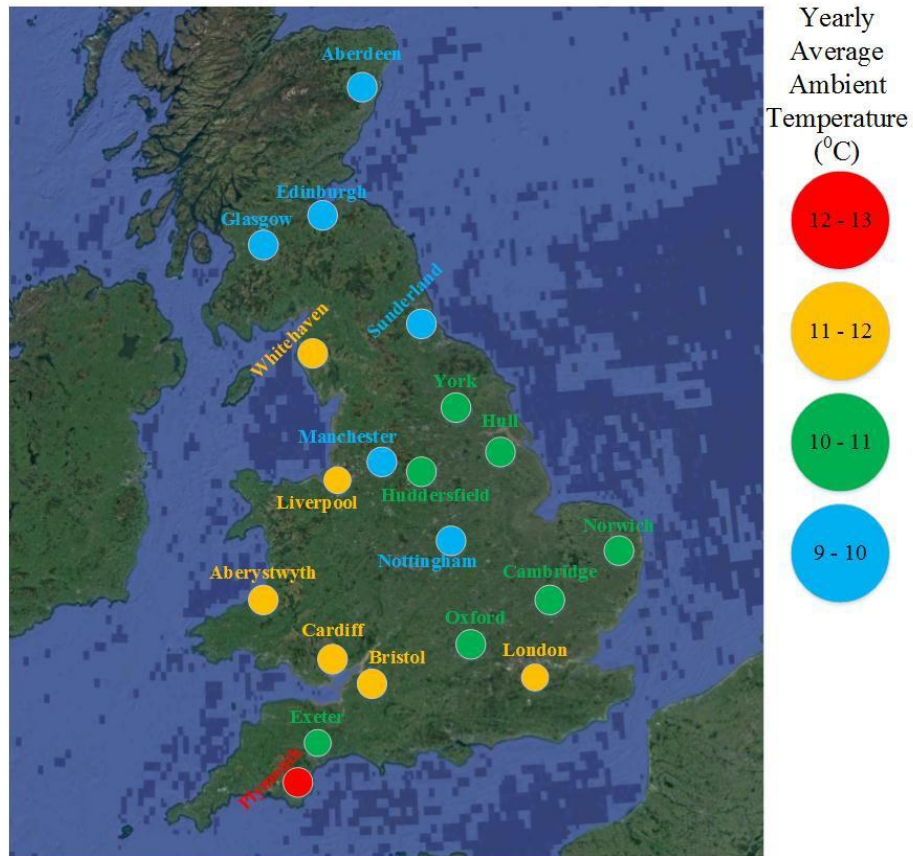 Yearly
Average
Ambient
Temperature
(⁰C)
12 - 13
11 - 12
10 - 11
9 - 10
Aberdeen
Edinburgh
Glasgow
Sunderland
Whitehaven
York
Hull
Manchester
Huddersfield
Liverpool
Nottingham
Norwich
Aberystwyth
Cambridge
Oxford
Cardiff
Bristol
London
Exeter
Plymouth